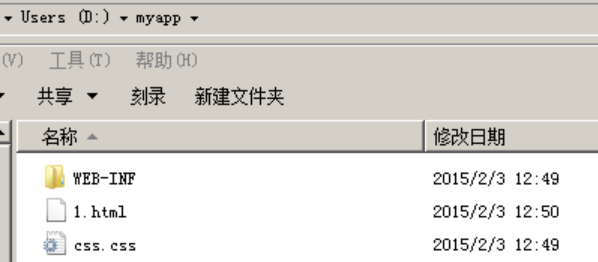 Users (D:) myapp
(V) 工具(T) 帮助(H)
共享 刻录 新建文件夹
名称 修改日期
WEB-INF 2015/2/3 12:49
1.html 2015/2/3 12:50
css.css 2015/2/3 12:49